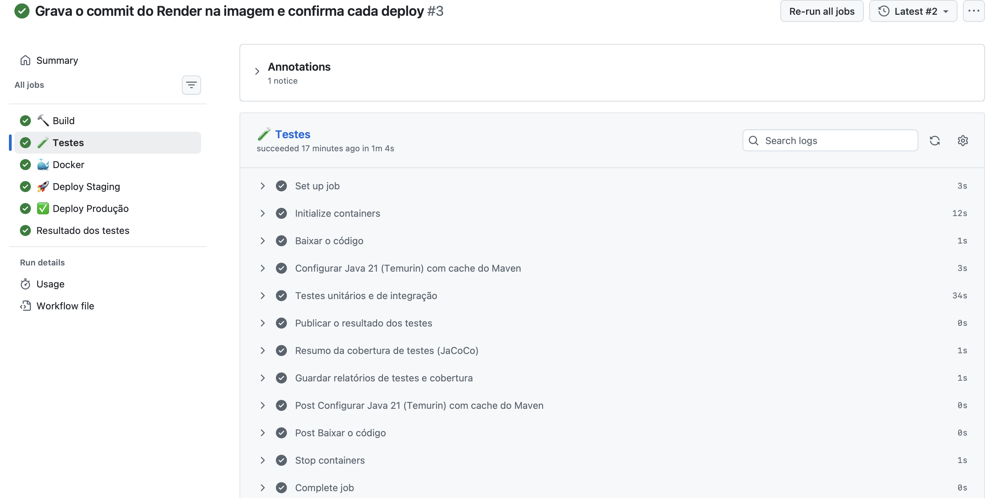 Grava o commit do Render na imagem e confirma cada deploy #3
Re-run all jobs
Latest #2
Summary
All jobs
Build
Testes
Docker
Deploy Staging
Deploy Produção
Resultado dos testes
Run details
Usage
Workflow file
Annotations
1 notice
Testes
succeeded 17 minutes ago in 1m 4s
Search logs
Set up job 3s
Initialize containers 12s
Baixar o código 1s
Configurar Java 21 (Temurin) com cache do Maven 3s
Testes unitários e de integração 34s
Publicar o resultado dos testes 0s
Resumo da cobertura de testes (JaCoCo) 1s
Guardar relatórios de testes e cobertura 1s
Post Configurar Java 21 (Temurin) com cache do Maven 0s
Post Baixar o código 0s
Stop containers 1s
Complete job 0s